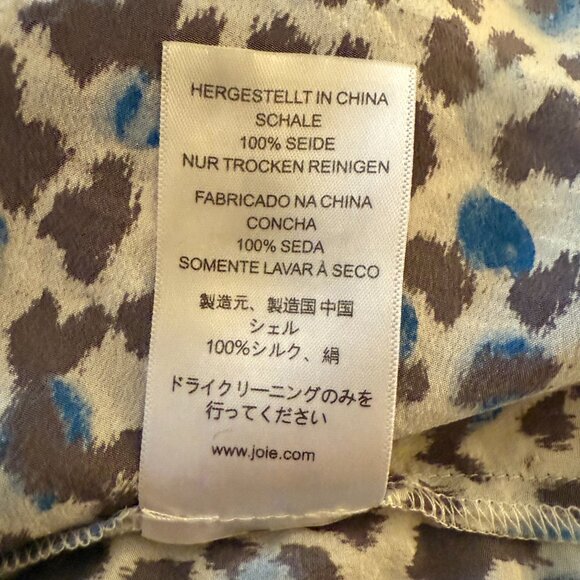 HERGESTELLT IN CHINA
SCHALE
100% SEIDE
NUR TROCKEN REINIGEN
FABRICADO NA CHINA
CONCHA
100% SEDA
SOMENTE LAVAR À SECO
製造元、製造国 中国
シェル
100%シルク、絹
ドライクリーニングのみを
行ってください
www.joie.com